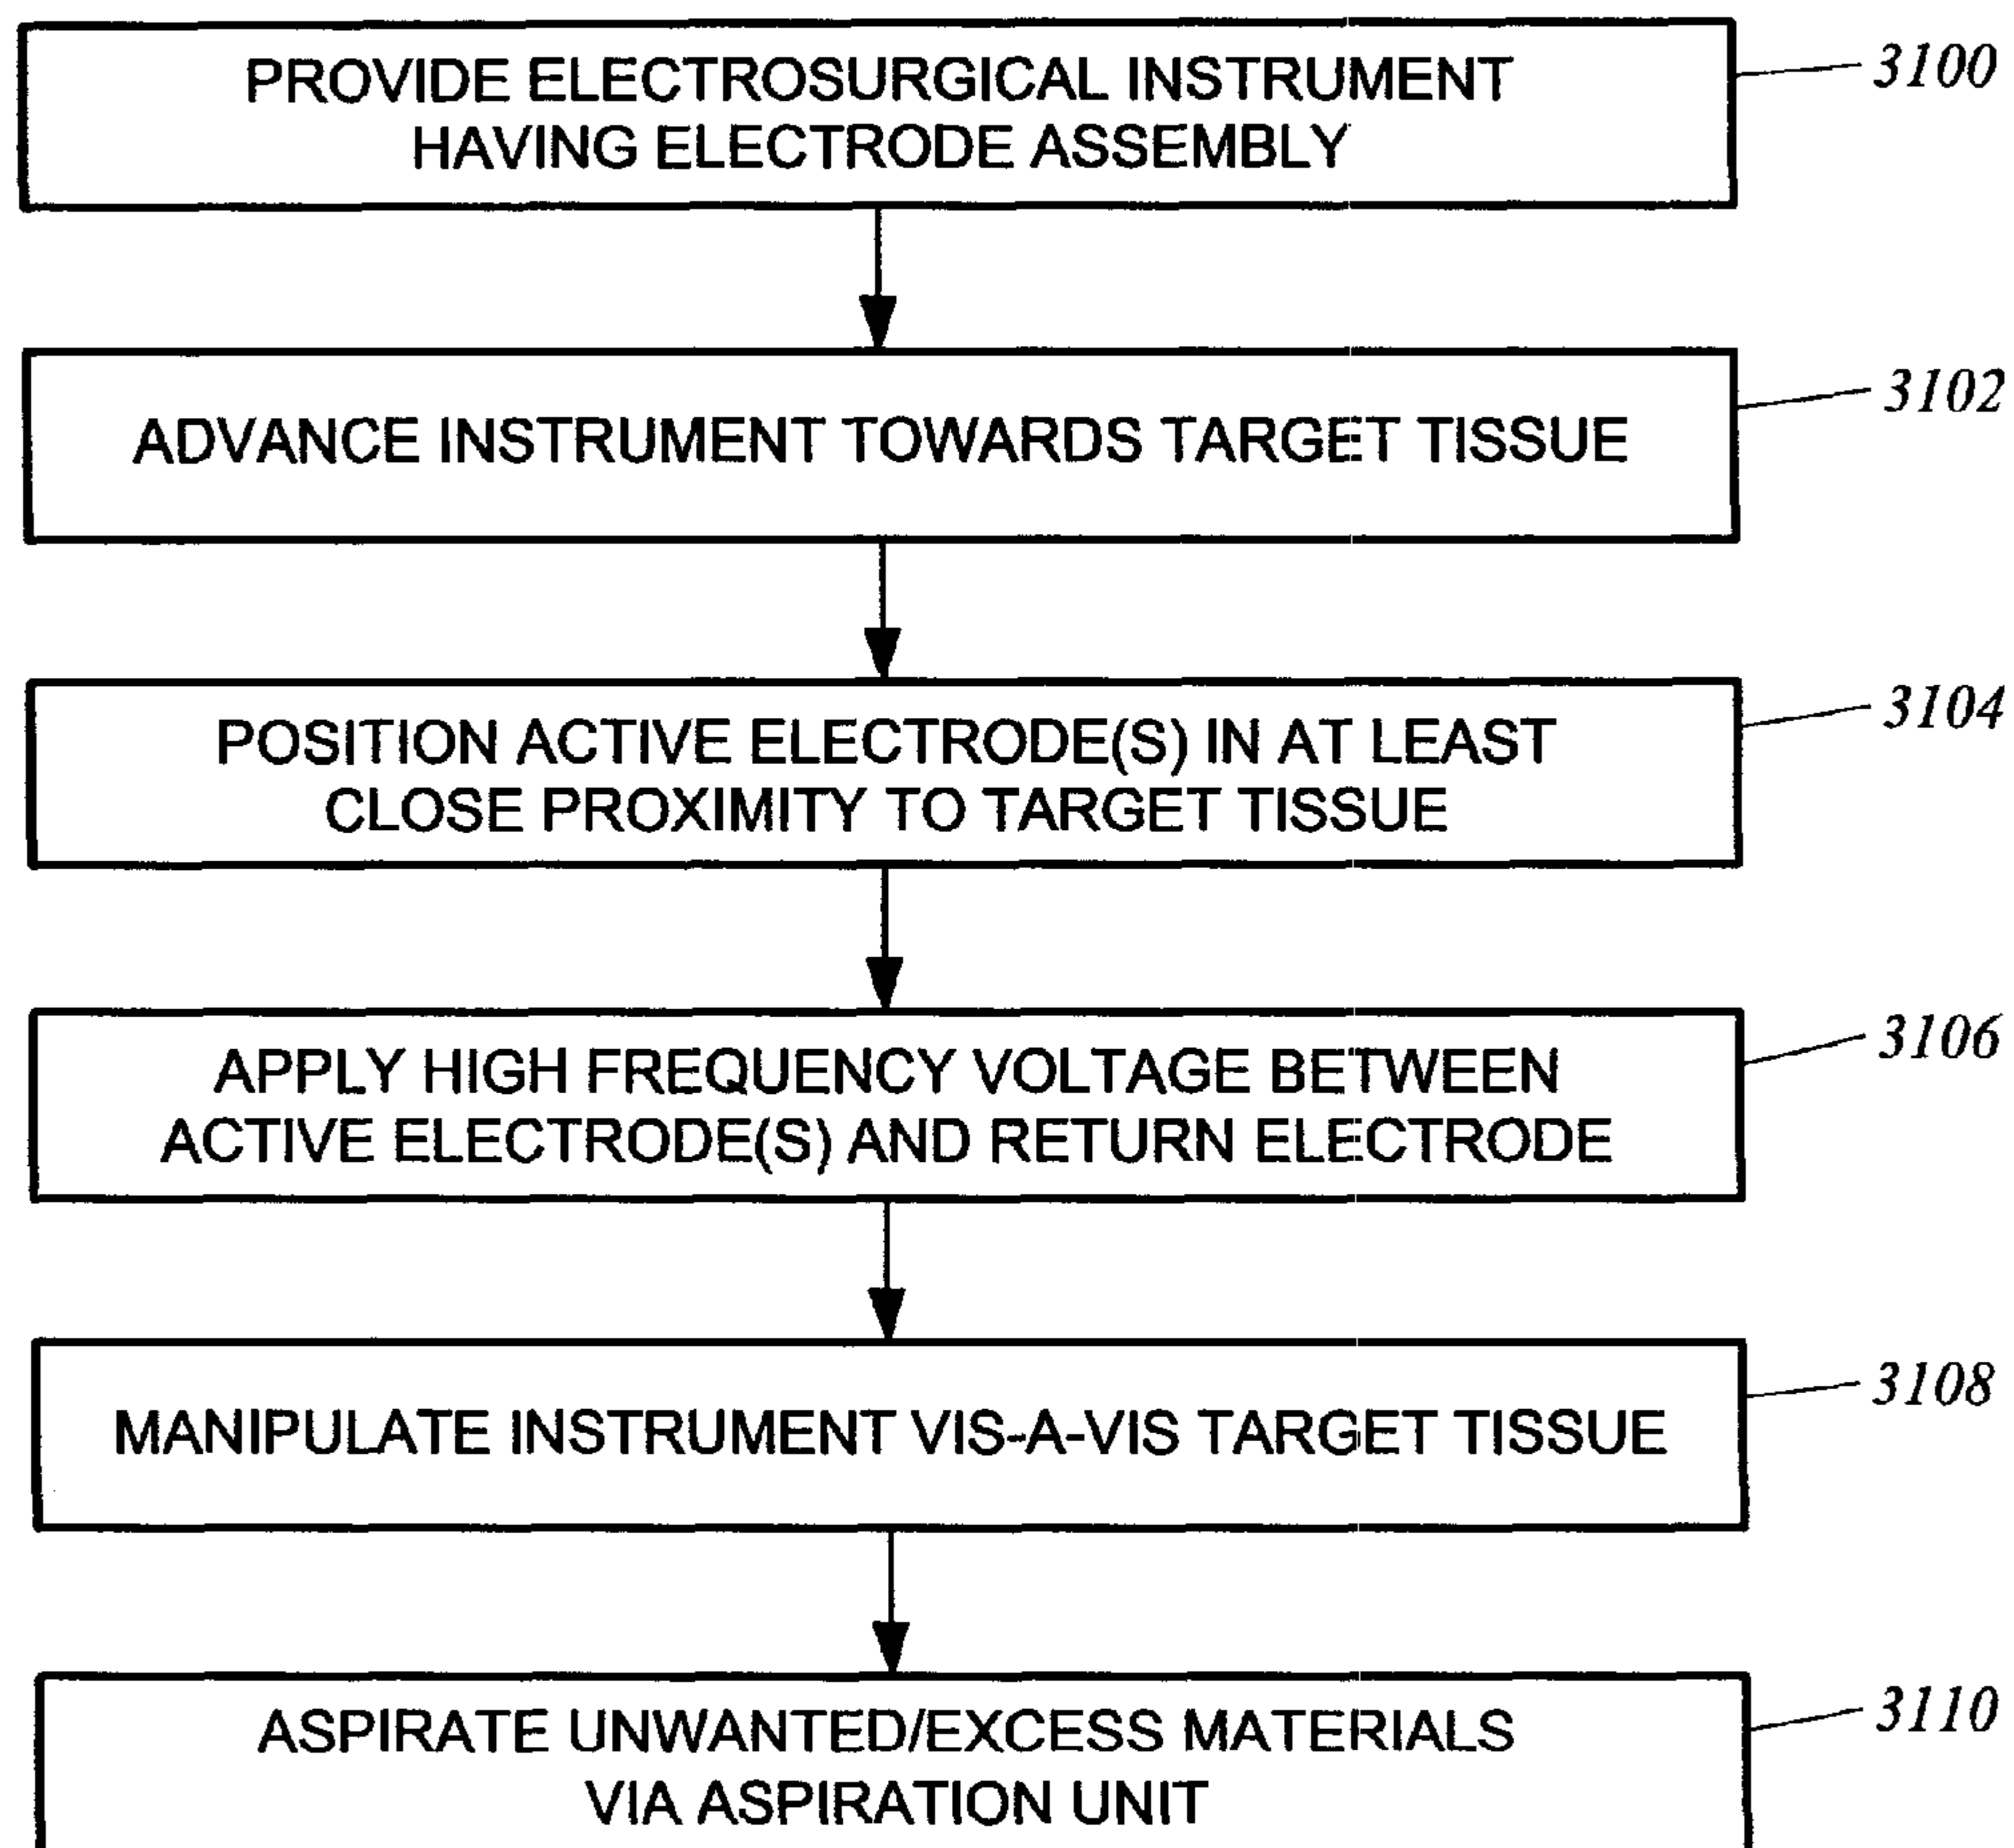 PROVIDE ELECTROSURGICAL INSTRUMENT
HAVING ELECTRODE ASSEMBLY
3100
ADVANCE INSTRUMENT TOWARDS TARGET TISSUE
3102
POSITION ACTIVE ELECTRODE(S) IN AT LEAST
CLOSE PROXIMITY TO TARGET TISSUE
3104
APPLY HIGH FREQUENCY VOLTAGE BETWEEN
ACTIVE ELECTRODE(S) AND RETURN ELECTRODE
3106
MANIPULATE INSTRUMENT VIS-A-VIS TARGET TISSUE
3108
ASPIRATE UNWANTED/EXCESS MATERIALS
VIA ASPIRATION UNIT
3110